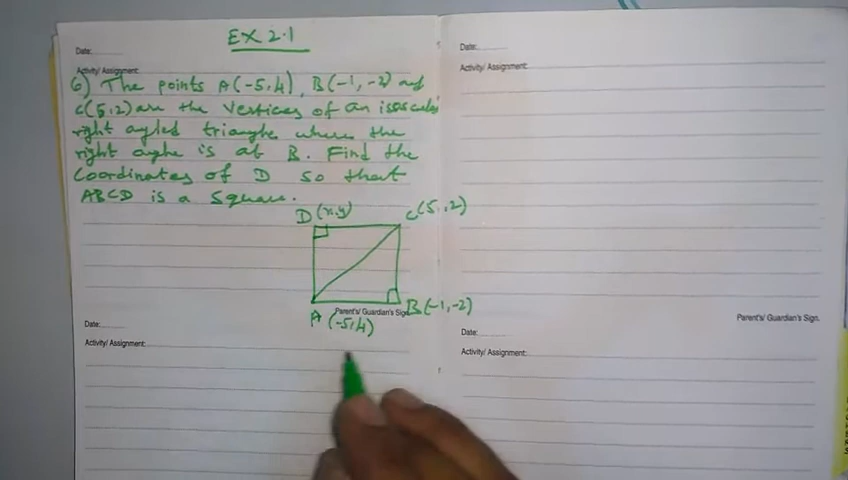 EX 2.1
Date:
Date:
Activity/ Assignment:
Activity/ Assignment:
6) The points A(-5,4), B(-1,-2) and
C(5,2) are the vertices of an isosceles
right angled triangle where the
right angle is at B. Find the
Coordinates of D so that
ABCD is a Square.
D(x,y)
C(5,2)
B(-1,-2)
A(-5,4)
Parent's/ Guardian's Sign.
Parent's/ Guardian's Sign.
Date:
Date:
Activity/ Assignment:
Activity/ Assignment: